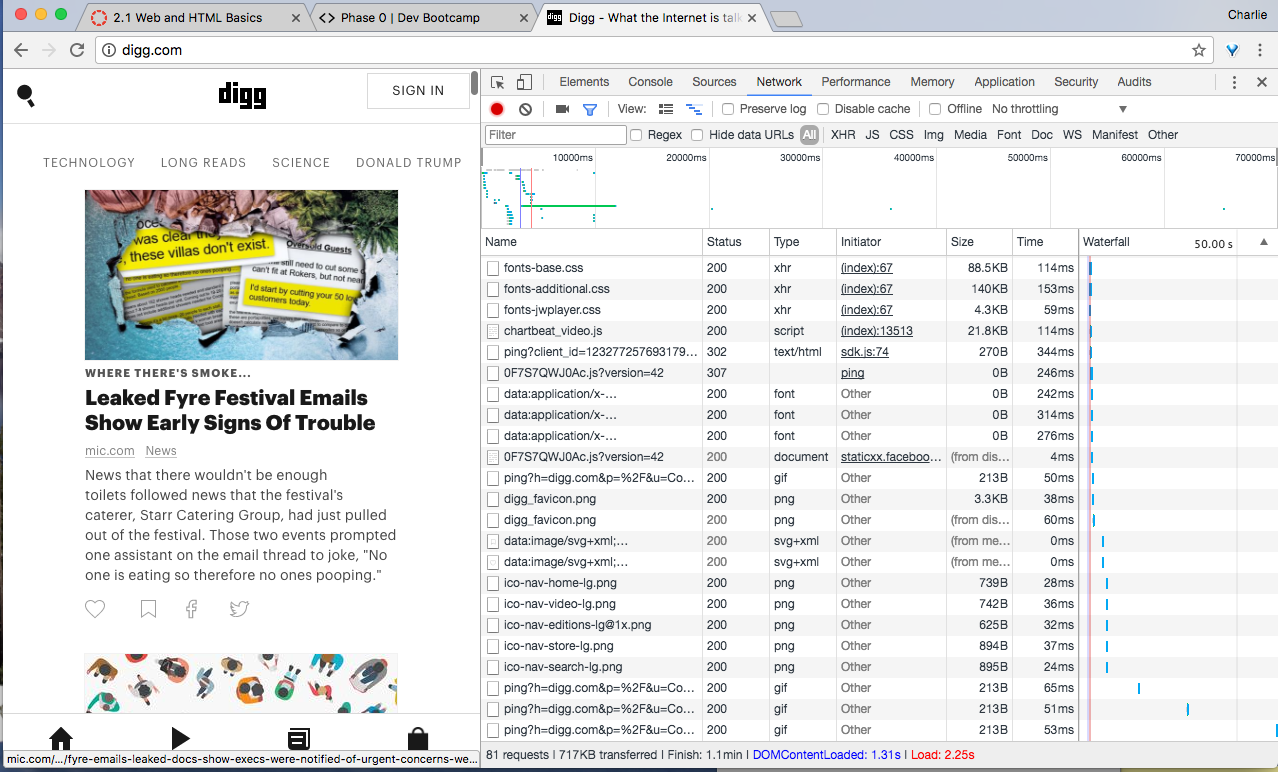 2.1 Web and HTML Basics
Phase 0 | Dev Bootcamp
Digg - What the Internet is talk
Charlie
digg.com
digg
SIGN IN
TECHNOLOGY LONG READS SCIENCE DONALD TRUMP
was clear they
, these villas don't exist.
Oversold Guests
still need to cut some
can't fit at Rokers, but not near
I'd start by cutting your 50 lo
customers today.
WHERE THERE'S SMOKE...
Leaked Fyre Festival Emails
Show Early Signs Of Trouble
mic.com News
News that there wouldn't be enough
toilets followed news that the festival's
caterer, Starr Catering Group, had just pulled
out of the festival. Those two events prompted
one assistant on the email thread to joke, "No
one is eating so therefore no ones pooping."
mic.com/.../fyre-emails-leaked-docs-show-execs-were-notified-of-urgent-concerns-we...
Elements Console Sources Network Performance Memory Application Security Audits
View: Preserve log Disable cache Offline No throttling
Filter Regex Hide data URLs All XHR JS CSS Img Media Font Doc WS Manifest Other
10000ms 20000ms 30000ms 40000ms 50000ms 60000ms 70000ms
Name Status Type Initiator Size Time Waterfall 50.00 s
fonts-base.css 200 xhr (index):67 88.5KB 114ms
fonts-additional.css 200 xhr (index):67 140KB 153ms
fonts-jwplayer.css 200 xhr (index):67 4.3KB 59ms
chartbeat_video.js 200 script (index):13513 21.8KB 114ms
ping?client_id=123277257693179... 302 text/html sdk.js:74 270B 344ms
0F7S7QWJ0Ac.js?version=42 307 ping 0B 246ms
data:application/x-... 200 font Other 0B 242ms
data:application/x-... 200 font Other 0B 314ms
data:application/x-... 200 font Other 0B 276ms
0F7S7QWJ0Ac.js?version=42 200 document staticxx.faceboo... (from dis... 4ms
ping?h=digg.com&p=%2F&u=Co... 200 gif Other 213B 50ms
digg_favicon.png 200 png Other 3.3KB 38ms
digg_favicon.png 200 png Other (from dis... 60ms
data:image/svg+xml;... 200 svg+xml Other (from me... 0ms
data:image/svg+xml;... 200 svg+xml Other (from me... 0ms
ico-nav-home-lg.png 200 png Other 739B 28ms
ico-nav-video-lg.png 200 png Other 742B 36ms
ico-nav-editions-lg@1x.png 200 png Other 625B 32ms
ico-nav-store-lg.png 200 png Other 894B 37ms
ico-nav-search-lg.png 200 png Other 895B 24ms
ping?h=digg.com&p=%2F&u=Co... 200 gif Other 213B 65ms
ping?h=digg.com&p=%2F&u=Co... 200 gif Other 213B 51ms
ping?h=digg.com&p=%2F&u=Co... 200 gif Other 213B 53ms
81 requests | 717KB transferred | Finish: 1.1min | DOMContentLoaded: 1.31s | Load: 2.25s